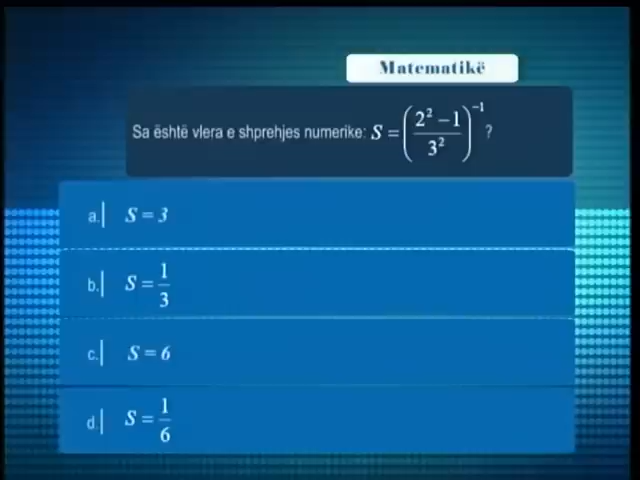 Matematikë
Sa është vlera e shprehjes numerike: S = ( (2² − 1) / 3² )⁻¹ ?
a. S = 3
b. S = 1/3
c. S = 6
d. S = 1/6